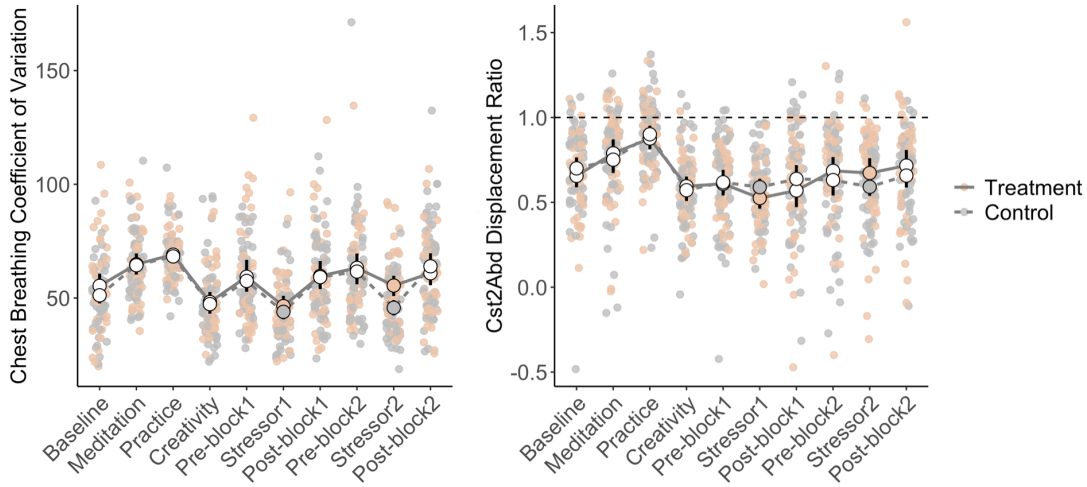 Chest Breathing Coefficient of Variation
150
100
50
Baseline
Meditation
Practice
Creativity
Pre-block1
Stressor1
Post-block1
Pre-block2
Stressor2
Post-block2
Cst2Abd Displacement Ratio
1.5
1.0
0.5
0.0
-0.5
Baseline
Meditation
Practice
Creativity
Pre-block1
Stressor1
Post-block1
Pre-block2
Stressor2
Post-block2
Treatment
Control